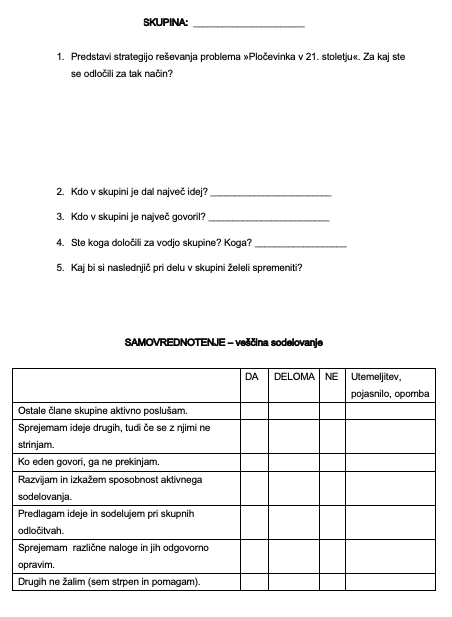 SKUPINA: ____________________
1. Predstavi strategijo reševanja problema »Pločevinka v 21. stoletju«. Za kaj ste
se odločili za tak način?
2. Kdo v skupini je dal največ idej? ______________________
3. Kdo v skupini je največ govoril? ______________________
4. Ste koga določili za vodjo skupine? Koga? _________________
5. Kaj bi si naslednjič pri delu v skupini želeli spremeniti?
SAMOVREDNOTENJE – veščina sodelovanje
DA DELOMA NE Utemeljitev,
pojasnilo, opomba
Ostale člane skupine aktivno poslušam.
Sprejemam ideje drugih, tudi če se z njimi ne
strinjam.
Ko eden govori, ga ne prekinjam.
Razvijam in izkažem sposobnost aktivnega
sodelovanja.
Predlagam ideje in sodelujem pri skupnih
odločitvah.
Sprejemam različne naloge in jih odgovorno
opravim.
Drugih ne žalim (sem strpen in pomagam).